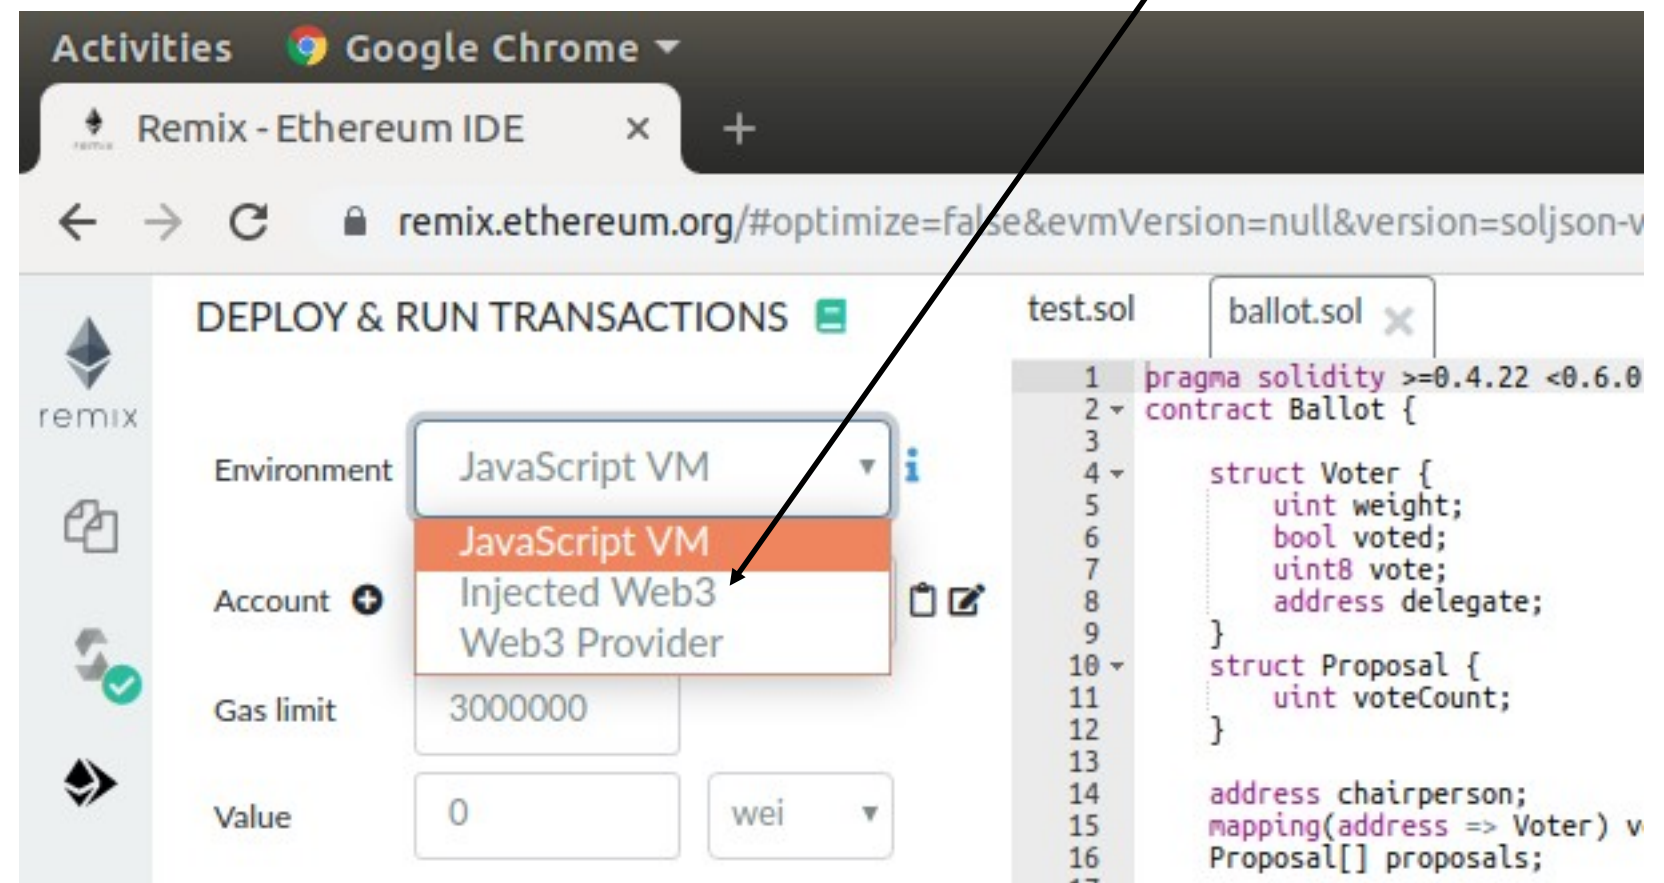 Activities Google Chrome
remix Remix - Ethereum IDE × +
remix.ethereum.org/#optimize=false&evmVersion=null&version=soljson-v
remix
DEPLOY & RUN TRANSACTIONS
Environment JavaScript VM
JavaScript VM
Injected Web3
Web3 Provider
Account
Gas limit 3000000
Value 0 wei
test.sol ballot.sol
1 pragma solidity >=0.4.22 <0.6.0
2 contract Ballot {
3
4 struct Voter {
5 uint weight;
6 bool voted;
7 uint8 vote;
8 address delegate;
9 }
10 struct Proposal {
11 uint voteCount;
12 }
13
14 address chairperson;
15 mapping(address => Voter) v
16 Proposal[] proposals;